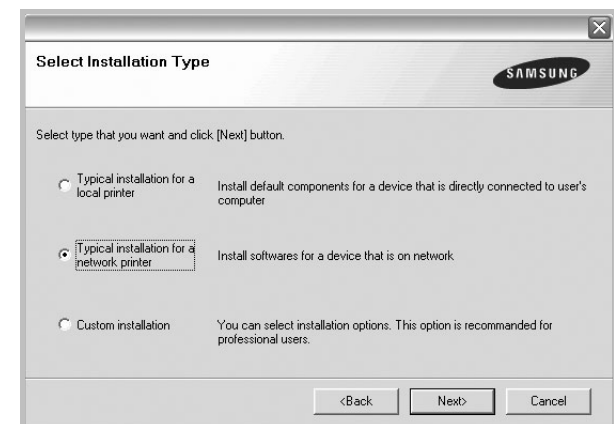 Select Installation Type
SAMSUNG
Select type that you want and click [Next] button.
Typical installation for a
local printer
Install default components for a device that is directly connected to user's
computer
Typical installation for a
network printer
Install softwares for a device that is on network
Custom installation
You can select installation options. This option is recommanded for
professional users.
<Back
Next>
Cancel